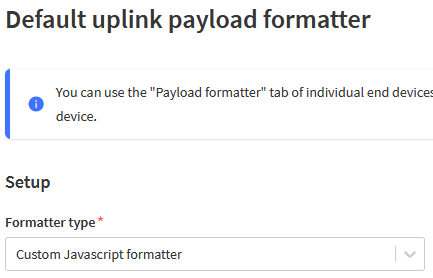 Default uplink payload formatter
You can use the "Payload formatter" tab of individual end devices
device.
Setup
Formatter type*
Custom Javascript formatter